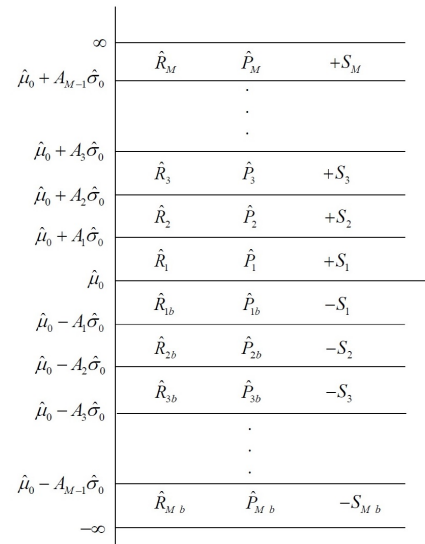 ∞
R̂_M P̂_M +S_M
μ̂₀ + A_{M−1}σ̂₀
.
.
.
μ̂₀ + A₃σ̂₀
R̂₃ P̂₃ +S₃
μ̂₀ + A₂σ̂₀
R̂₂ P̂₂ +S₂
μ̂₀ + A₁σ̂₀
R̂₁ P̂₁ +S₁
μ̂₀
R̂_{1b} P̂_{1b} −S₁
μ̂₀ − A₁σ̂₀
R̂_{2b} P̂_{2b} −S₂
μ̂₀ − A₂σ̂₀
R̂_{3b} P̂_{3b} −S₃
μ̂₀ − A₃σ̂₀
.
.
.
μ̂₀ − A_{M−1}σ̂₀
R̂_{M b} P̂_{M b} −S_{M b}
−∞